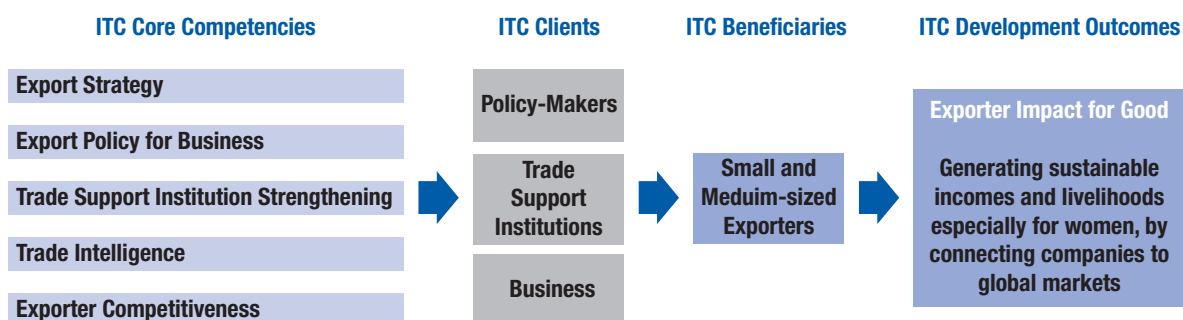 ITC Core Competencies
Export Strategy
Export Policy for Business
Trade Support Institution Strengthening
Trade Intelligence
Exporter Competitiveness
ITC Clients
Policy-Makers
Trade
Support
Institutions
Business
ITC Beneficiaries
Small and
Meduim-sized
Exporters
ITC Development Outcomes
Exporter Impact for Good
Generating sustainable
incomes and livelihoods
especially for women, by
connecting companies to
global markets